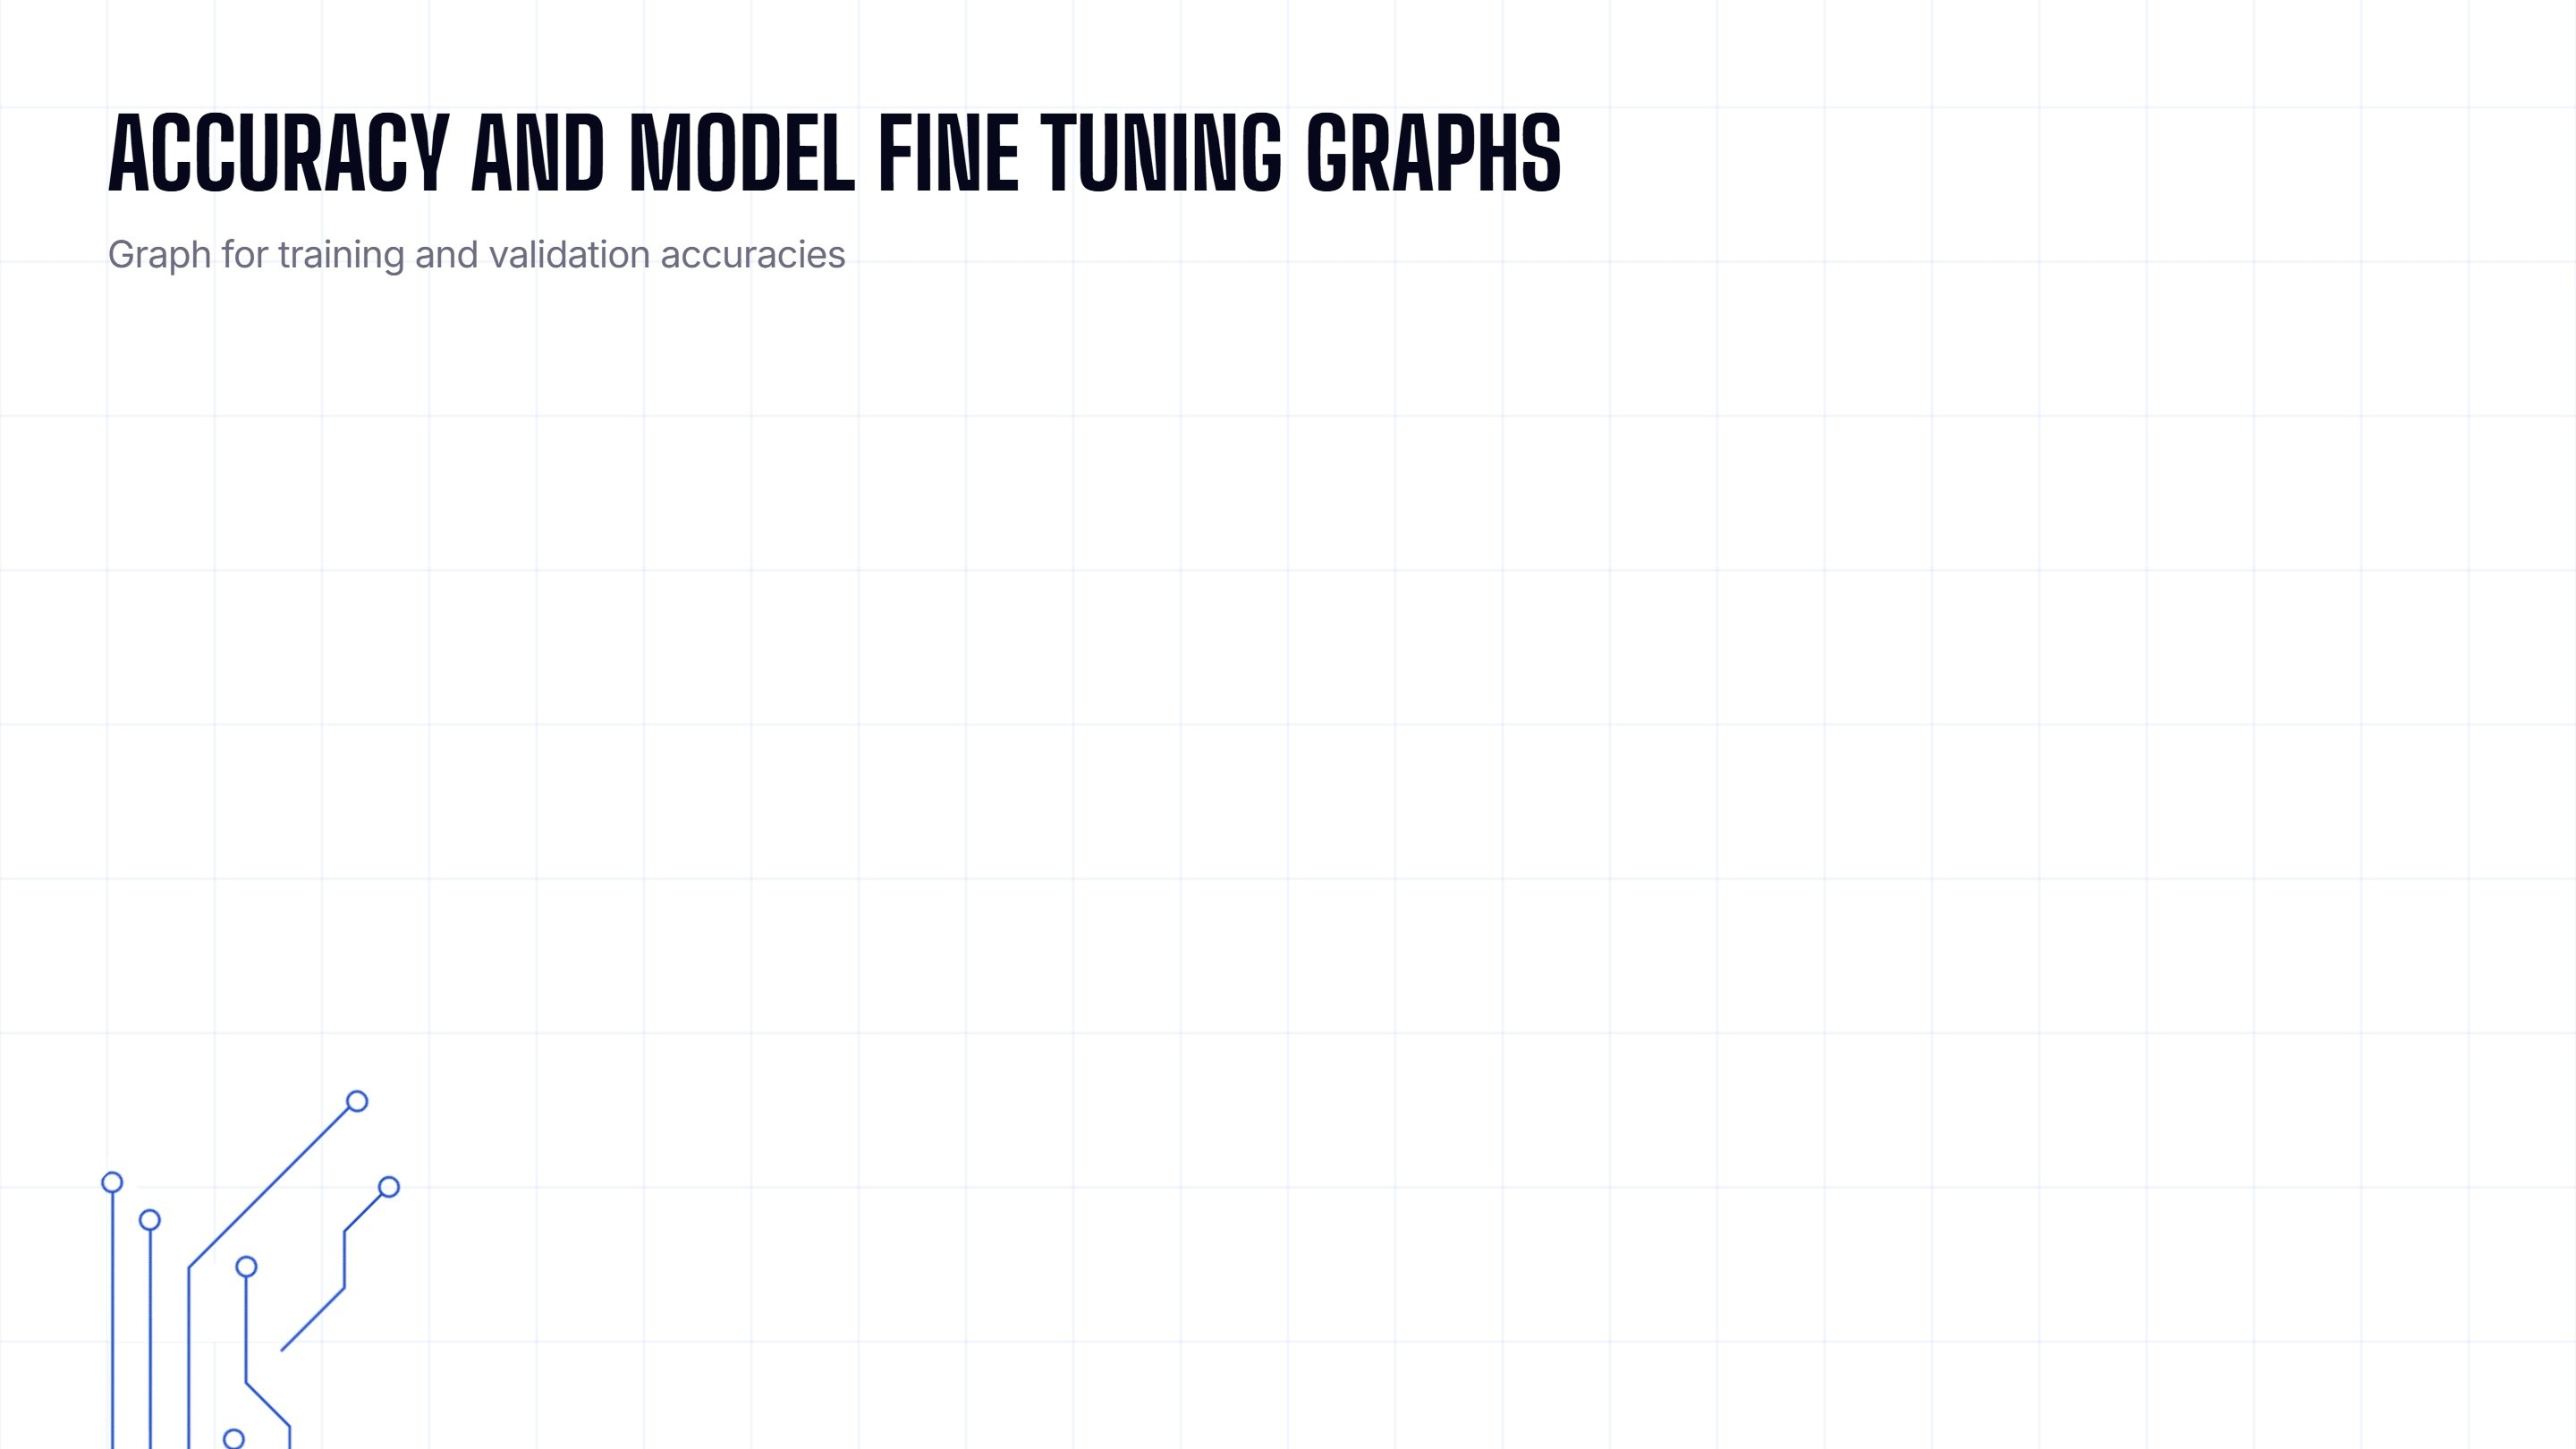 ACCURACY AND MODEL FINE TUNING GRAPHS
Graph for training and validation accuracies